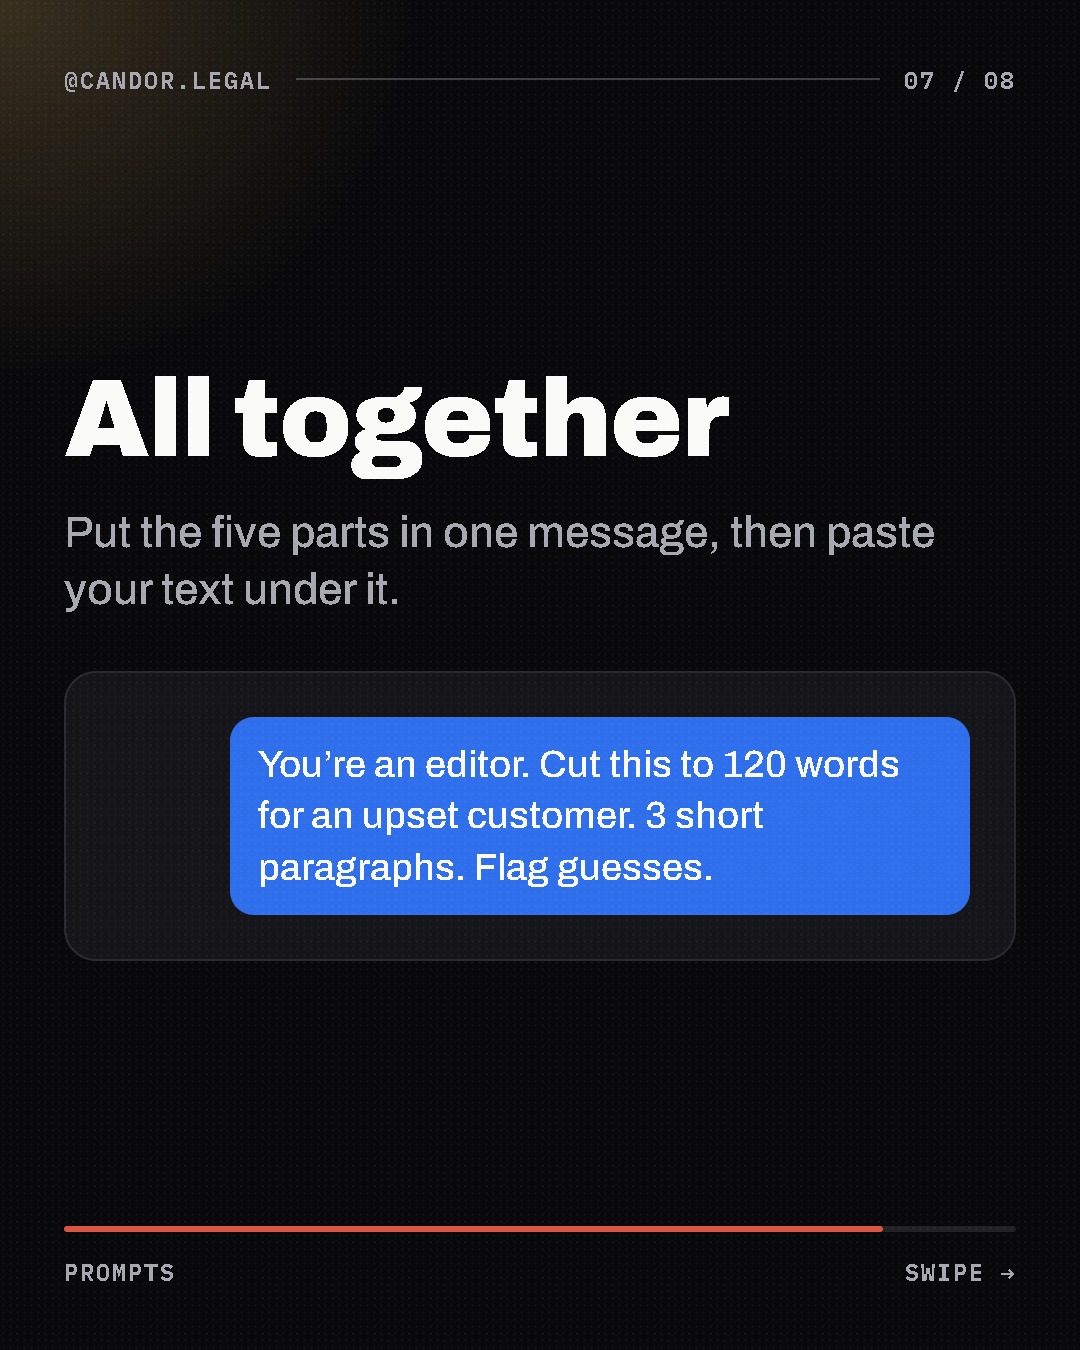 @CANDOR.LEGAL
07 / 08
All together
Put the five parts in one message, then paste
your text under it.
You’re an editor. Cut this to 120 words
for an upset customer. 3 short
paragraphs. Flag guesses.
PROMPTS
SWIPE →